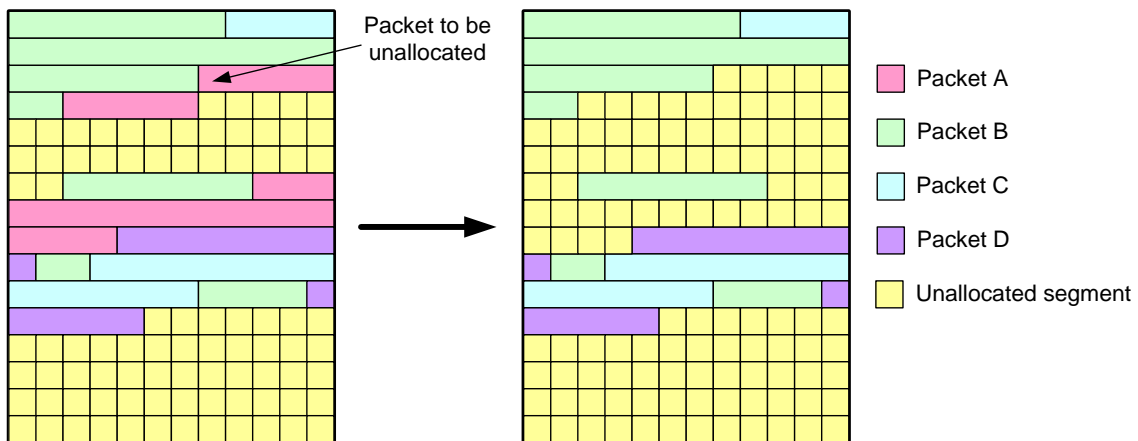 Packet to be
unallocated
Packet A
Packet B
Packet C
Packet D
Unallocated segment